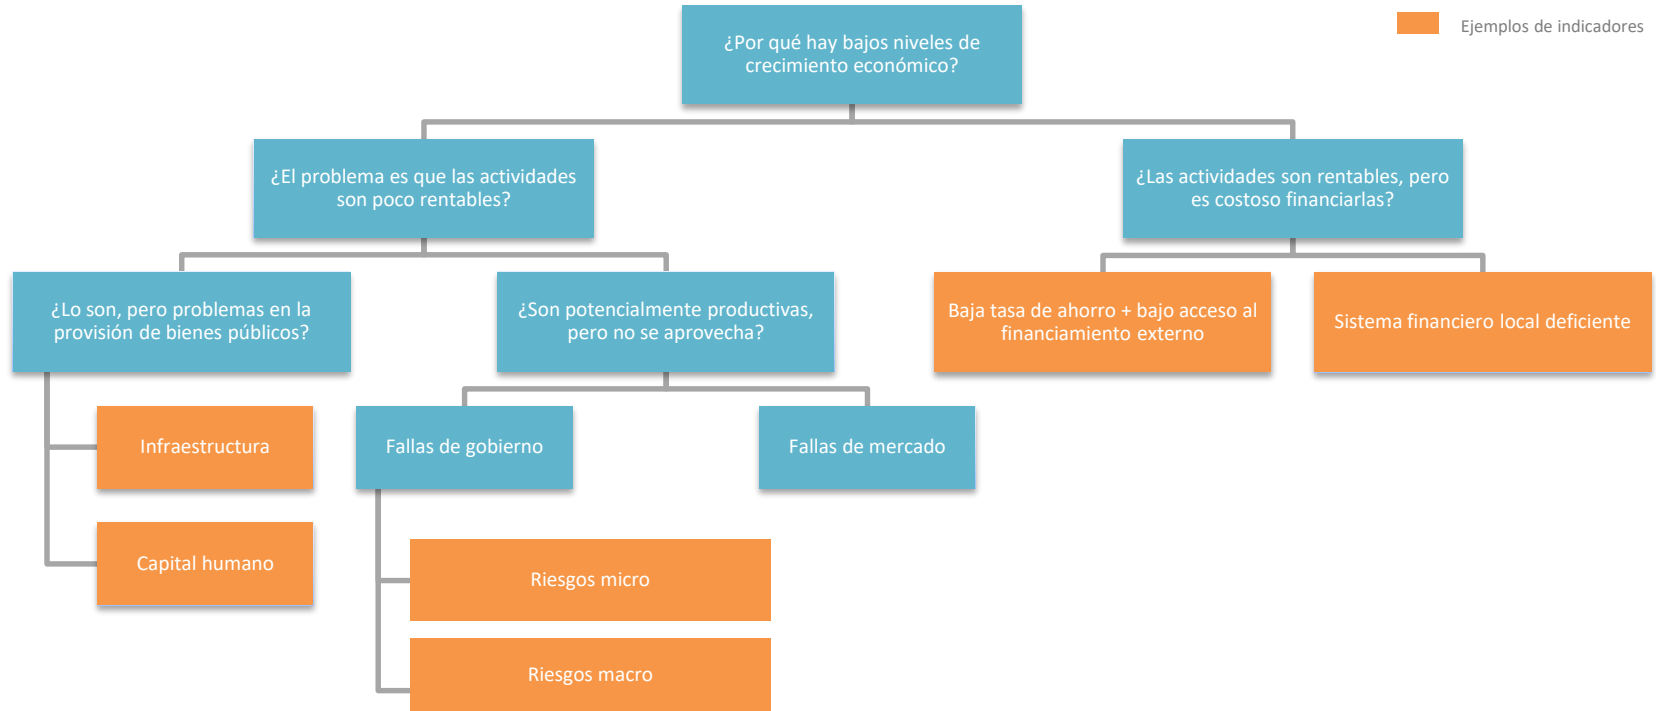 ¿Por qué hay bajos niveles de
crecimiento económico?
Ejemplos de indicadores
¿El problema es que las actividades
son poco rentables?
¿Las actividades son rentables, pero
es costoso financiarlas?
¿Lo son, pero problemas en la
provisión de bienes públicos?
¿Son potencialmente productivas,
pero no se aprovecha?
Baja tasa de ahorro + bajo acceso al
financiamiento externo
Sistema financiero local deficiente
Infraestructura
Fallas de gobierno
Fallas de mercado
Capital humano
Riesgos micro
Riesgos macro